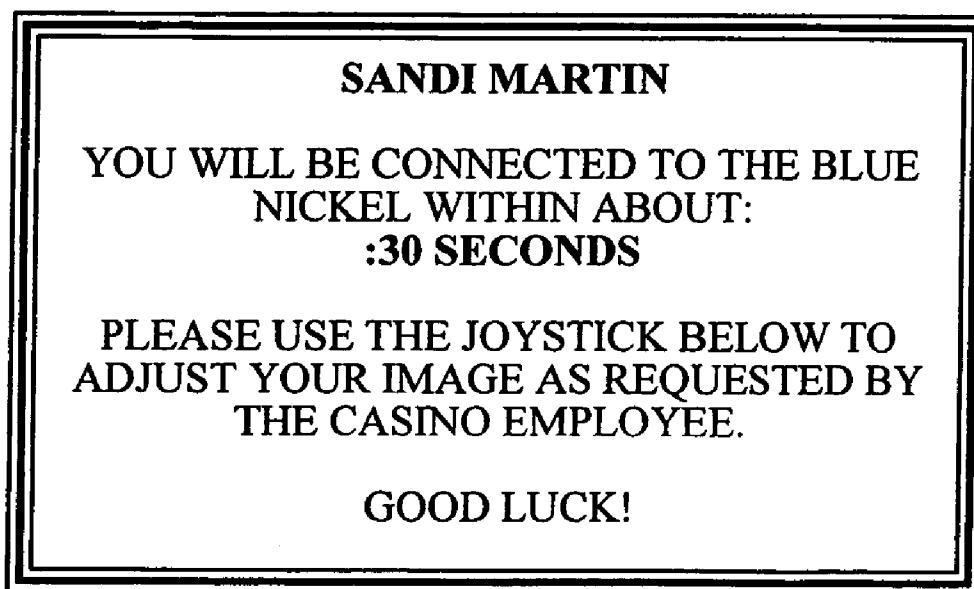 SANDI MARTIN
YOU WILL BE CONNECTED TO THE BLUE
NICKEL WITHIN ABOUT:
:30 SECONDS
PLEASE USE THE JOYSTICK BELOW TO
ADJUST YOUR IMAGE AS REQUESTED BY
THE CASINO EMPLOYEE.
GOOD LUCK!